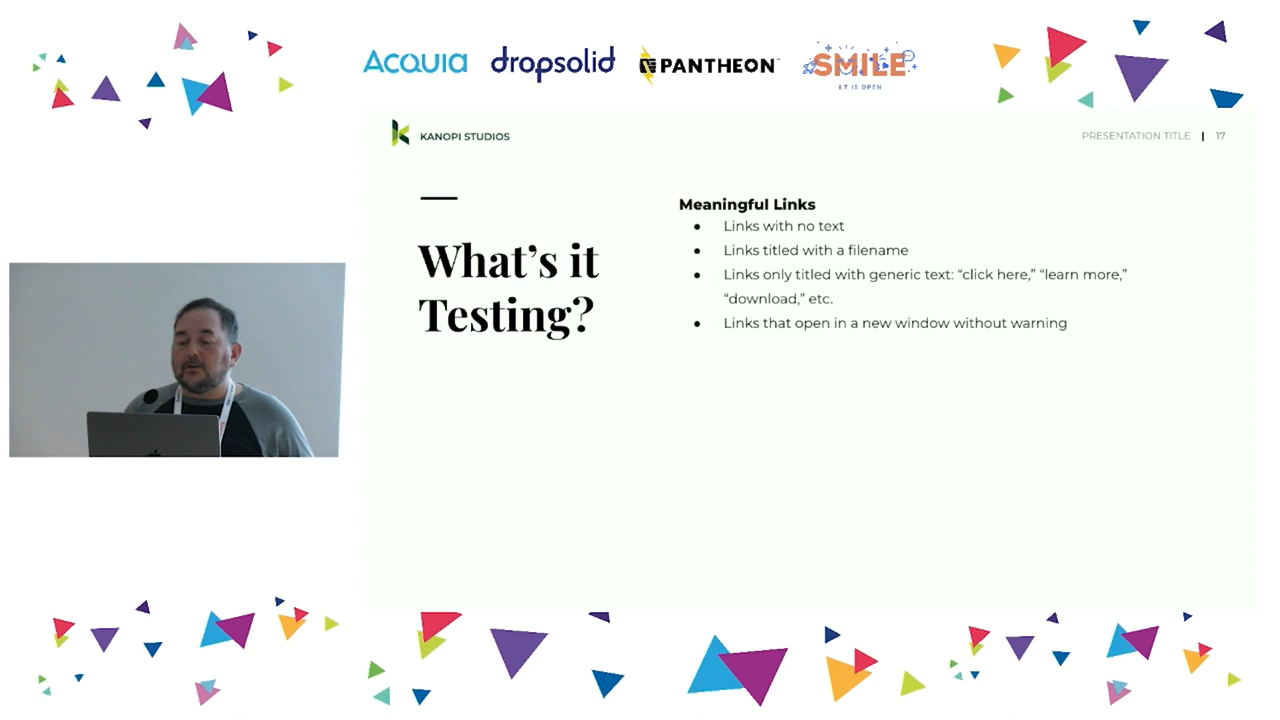 ACQUIA dropsolid PANTHEON SMILE
I.T IS OPEN
KANOPI STUDIOS
PRESENTATION TITLE | 17
What’s it
Testing?
Meaningful Links
● Links with no text
● Links titled with a filename
● Links only titled with generic text: “click here,” “learn more,”
“download,” etc.
● Links that open in a new window without warning